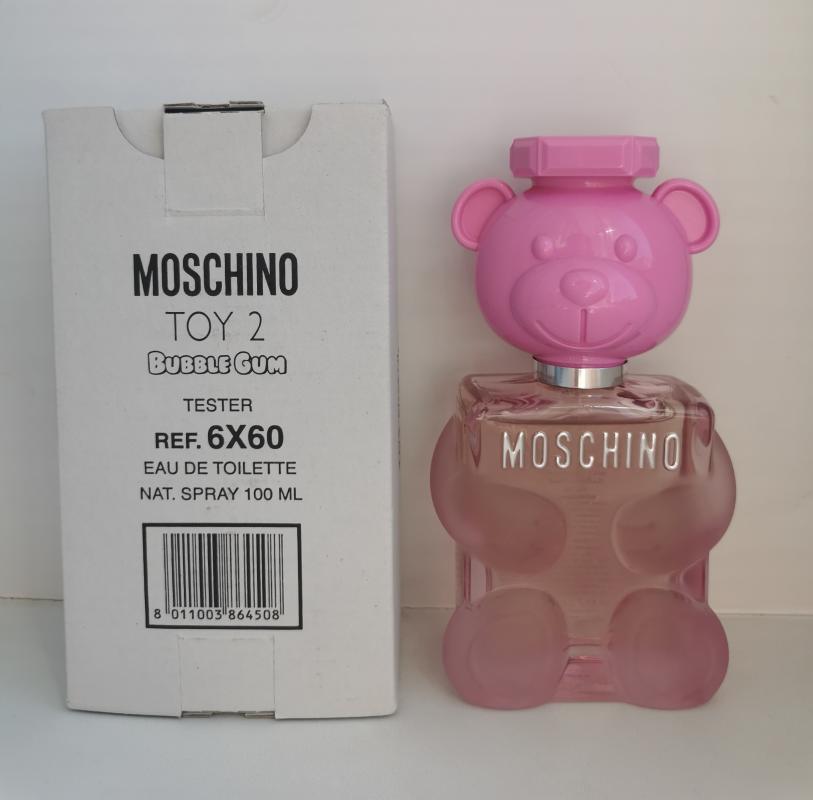 MOSCHINO
TOY 2
BUBBLE GUM
TESTER
REF. 6X60
EAU DE TOILETTE
NAT. SPRAY 100 ML
8 011003 864508
MOSCHINO